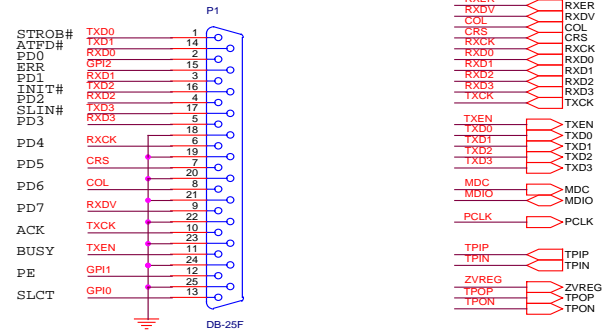 P1
STROB# TXD0 1
ATFD# TXD1 14
PD0 RXD0 2
ERR GPI2 15
PD1 RXD1 3
INIT# TXD2 16
PD2 RXD2 4
SLIN# TXD3 17
PD3 RXD3 5
18
PD4 RXCK 6
19
PD5 CRS 7
20
PD6 COL 8
21
PD7 RXDV 9
22
ACK TXCK 10
23
BUSY TXEN 11
24
PE GPI1 12
25
SLCT GPI0 13
DB-25F
RXER RXER
RXDV RXDV
COL COL
CRS CRS
RXCK RXCK
RXD0 RXD0
RXD1 RXD1
RXD2 RXD2
RXD3 RXD3
TXCK TXCK
TXEN TXEN
TXD0 TXD0
TXD1 TXD1
TXD2 TXD2
TXD3 TXD3
MDC MDC
MDIO MDIO
PCLK PCLK
TPIP TPIP
TPIN TPIN
ZVREG ZVREG
TPOP TPOP
TPON TPON